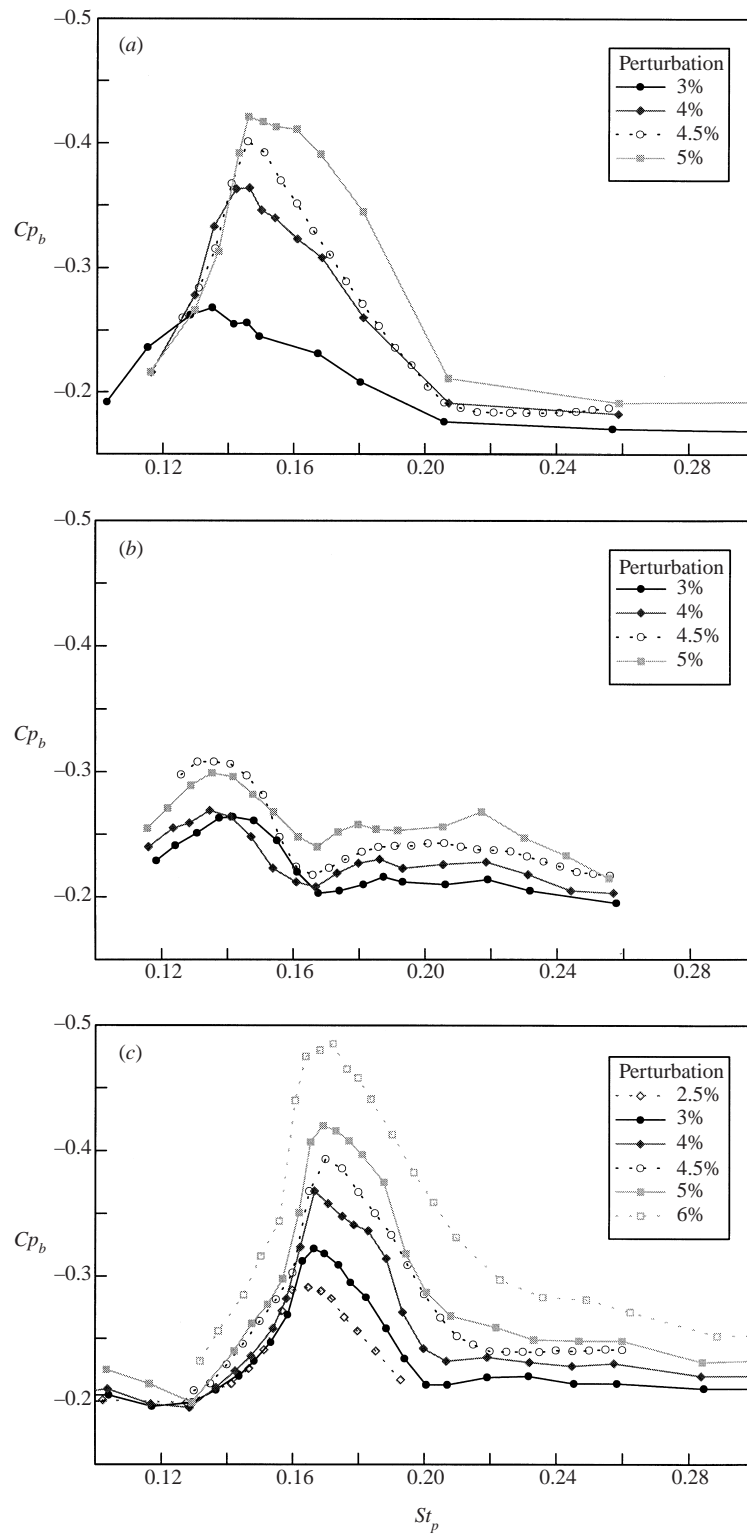 –0.5
(a)
Perturbation
3%
4%
4.5%
5%
–0.4
Cp_b
–0.3
–0.2
0.12 0.16 0.20 0.24 0.28
–0.5
(b)
Perturbation
3%
4%
4.5%
5%
–0.4
Cp_b
–0.3
–0.2
0.12 0.16 0.20 0.24 0.28
–0.5
(c)
Perturbation
2.5%
3%
4%
4.5%
5%
6%
–0.4
Cp_b
–0.3
–0.2
0.12 0.16 0.20 0.24 0.28
St_p